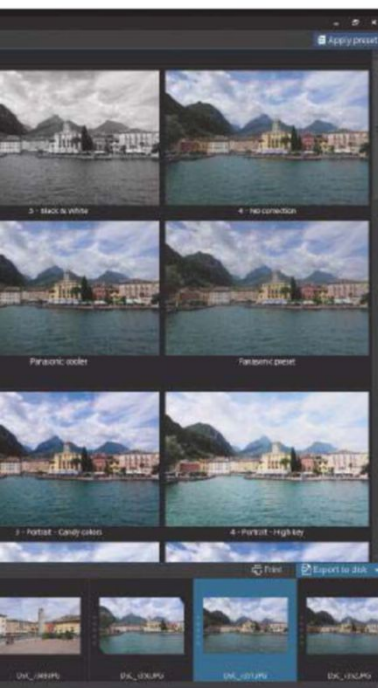 Apply preset
3 - Black & White
4 - No correction
Panasonic cooler
Panasonic preset
3 - Portrait - Candy colors
4 - Portrait - High key
Print
Export to disk